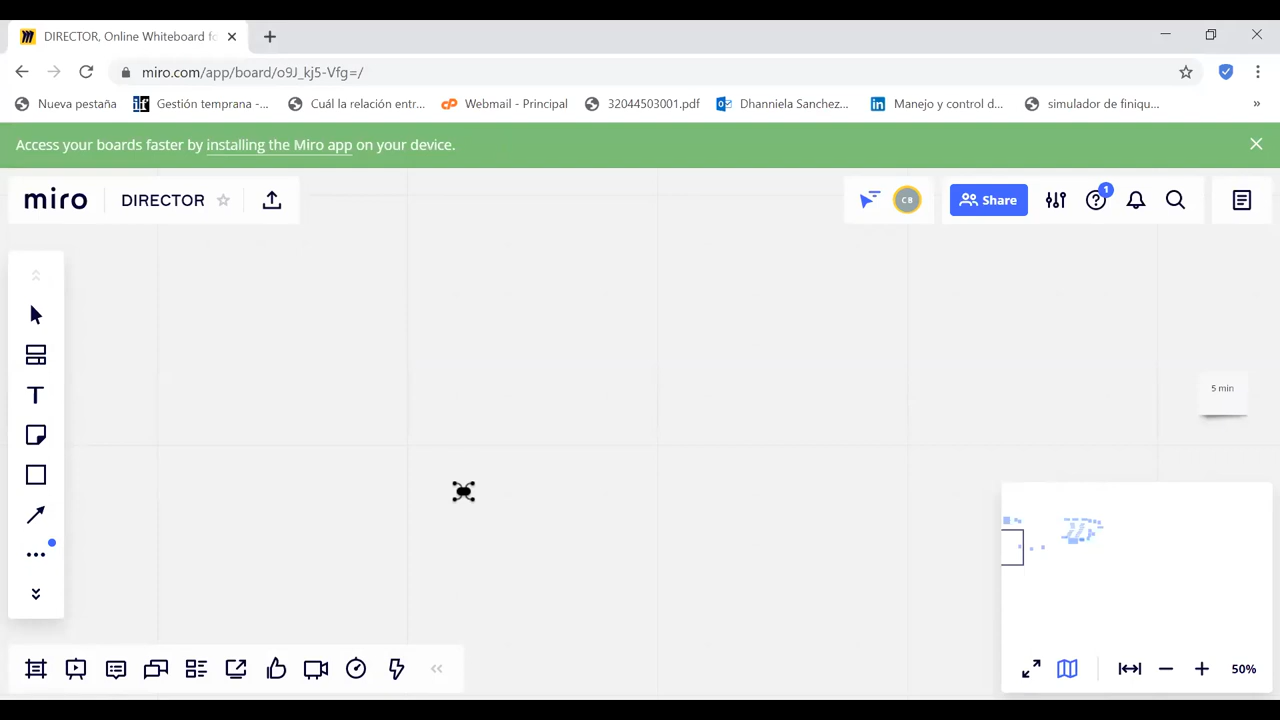 DIRECTOR, Online Whiteboard fo
miro.com/app/board/o9J_kj5-Vfg=/
Nueva pestaña
Gestión temprana -...
Cuál la relación entr...
Webmail - Principal
32044503001.pdf
Dhanniela Sanchez...
Manejo y control d...
simulador de finiqu...
»
Access your boards faster by installing the Miro app on your device.
miro
DIRECTOR
CB
Share
1
5 min
50%